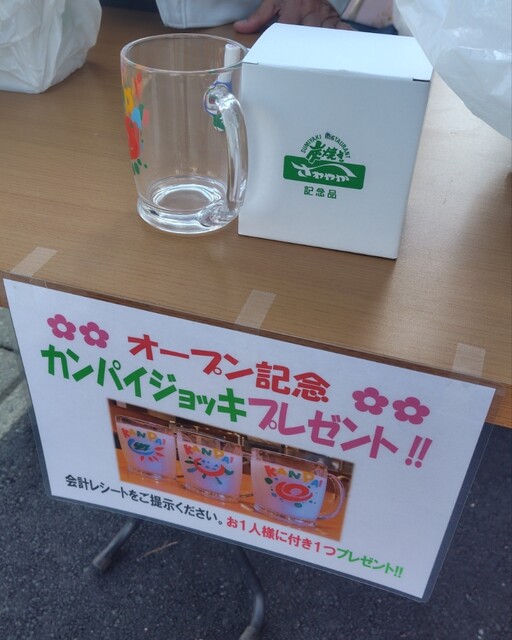 SUMIYAKI RESTAURANT
炭焼き
さわやか
記念品
オープン記念
カンパイジョッキプレゼント!!
KANPAI
KANPAI
KANPAI
会計レシートをご提示ください。お1人様に付き1つプレゼント!!